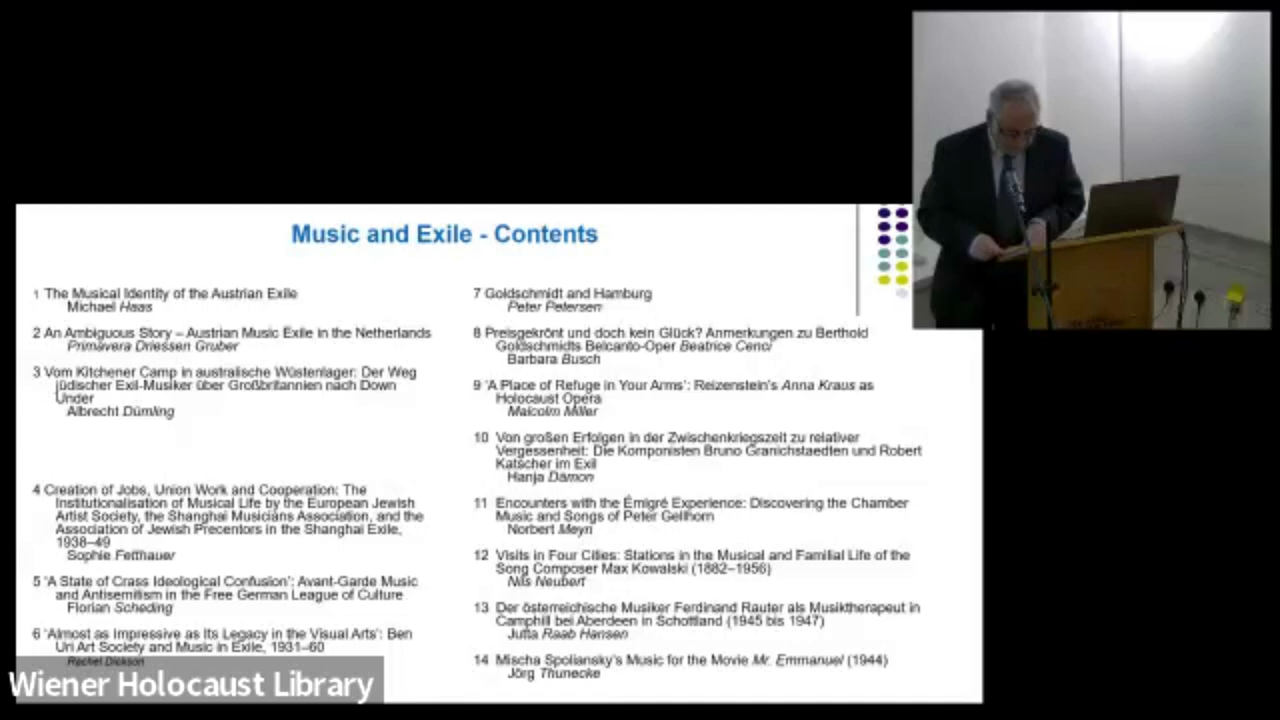 Music and Exile - Contents
1 The Musical Identity of the Austrian Exile
Michael Haas
2 An Ambiguous Story – Austrian Music Exile in the Netherlands
Primavera Driessen Gruber
3 Vom Kitchener Camp in australische Wüstenlager: Der Weg
jüdischer Exil-Musiker über Großbritannien nach Down
Under
Albrecht Dümling
4 Creation of Jobs, Union Work and Cooperation: The
Institutionalisation of Musical Life by the European Jewish
Artist Society, the Shanghai Musicians Association, and the
Association of Jewish Precentors in the Shanghai Exile,
1938–49
Sophie Fetthauer
5 ‘A State of Crass Ideological Confusion’: Avant-Garde Music
and Antisemitism in the Free German League of Culture
Florian Scheding
6 ‘Almost as Impressive as Its Legacy in the Visual Arts’: Ben
Uri Art Society and Music in Exile, 1931–60
Rachel Dickson
7 Goldschmidt and Hamburg
Peter Petersen
8 Preisgekrönt und doch kein Glück? Anmerkungen zu Berthold
Goldschmidts Belcanto-Oper Beatrice Cenci
Barbara Busch
9 ‘A Place of Refuge in Your Arms’: Reizenstein’s Anna Kraus as
Holocaust Opera
Malcolm Miller
10 Von großen Erfolgen in der Zwischenkriegszeit zu relativer
Vergessenheit: Die Komponisten Bruno Granichstaedten und Robert
Katscher im Exil
Hanja Dämon
11 Encounters with the Émigré Experience: Discovering the Chamber
Music and Songs of Peter Gellhorn
Norbert Meyn
12 Visits in Four Cities: Stations in the Musical and Familial Life of the
Song Composer Max Kowalski (1882–1956)
Nils Neubert
13 Der österreichische Musiker Ferdinand Rauter als Musiktherapeut in
Camphill bei Aberdeen in Schottland (1945 bis 1947)
Jutta Raab Hansen
14 Mischa Spoliansky’s Music for the Movie Mr. Emmanuel (1944)
Jörg Thunecke
Wiener Holocaust Library